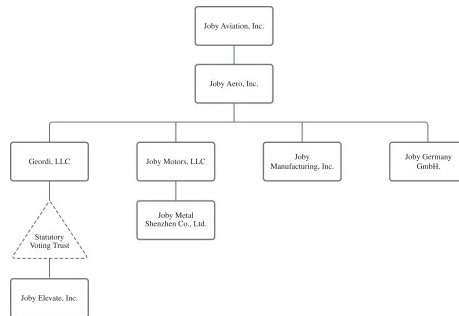 Joby Aviation, Inc.
Joby Aero, Inc.
Geordi, LLC
Joby Motors, LLC
Joby
Manufacturing, Inc.
Joby Germany
GmbH.
Joby Metal
Shenzhen Co., Ltd.
Statutory
Voting Trust
Joby Elevate, Inc.